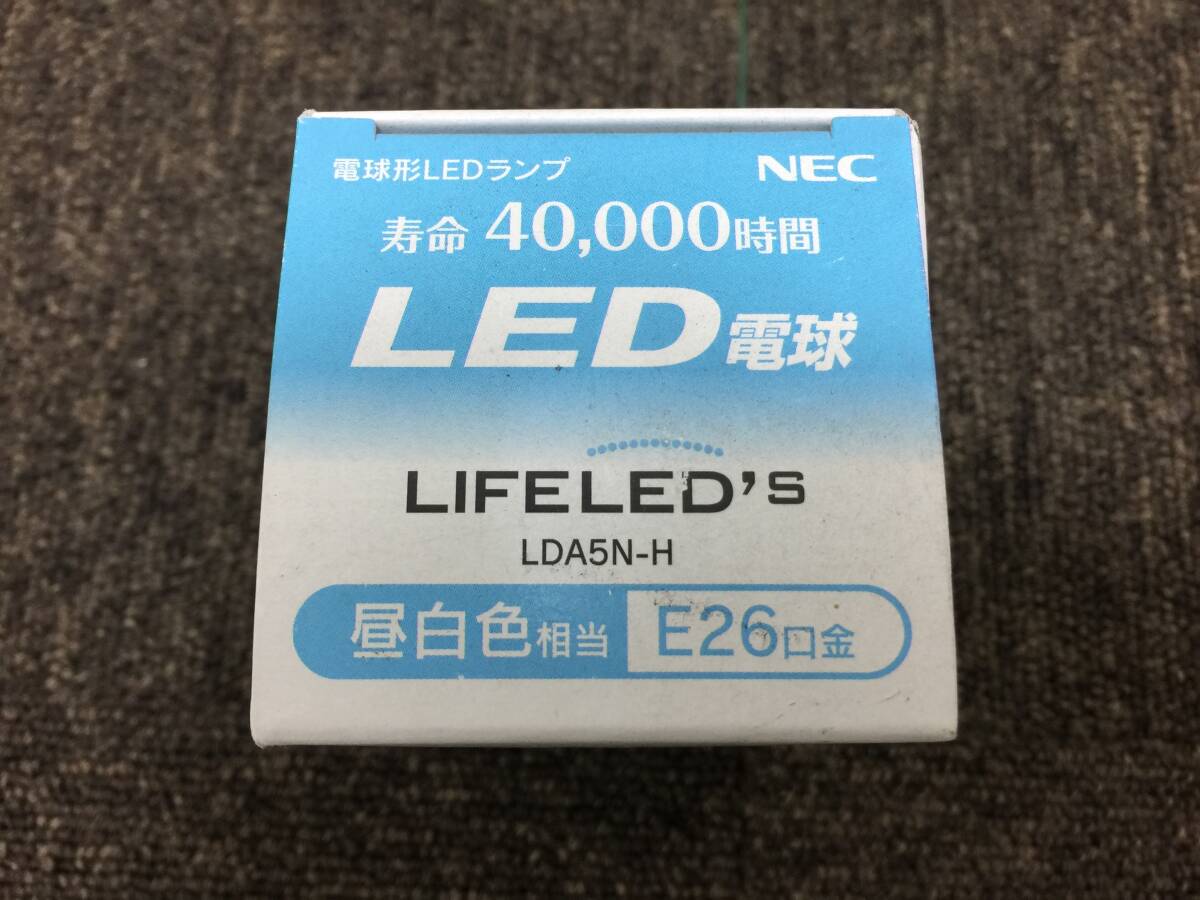 電球形LEDランプ NEC
寿命 40,000時間
LED電球
LIFELED'S
LDA5N-H
昼白色相当 E26口金